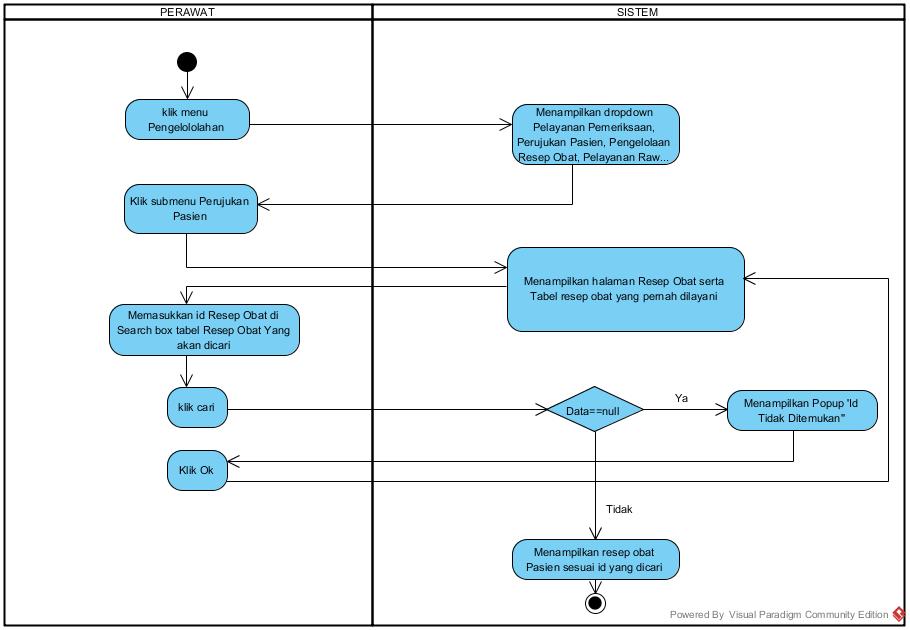 PERAWAT
SISTEM
klik menu
Pengelololahan
Menampilkan dropdown
Pelayanan Pemeriksaan,
Perujukan Pasien, Pengelolaan
Resep Obat, Pelayanan Raw...
Klik submenu Perujukan
Pasien
Menampilkan halaman Resep Obat serta
Tabel resep obat yang pernah dilayani
Memasukkan id Resep Obat di
Search box tabel Resep Obat Yang
akan dicari
klik cari
Data==null
Ya
Menampilkan Popup "Id
Tidak Ditemukan"
Klik Ok
Tidak
Menampilkan resep obat
Pasien sesuai id yang dicari
Powered By Visual Paradigm Community Edition